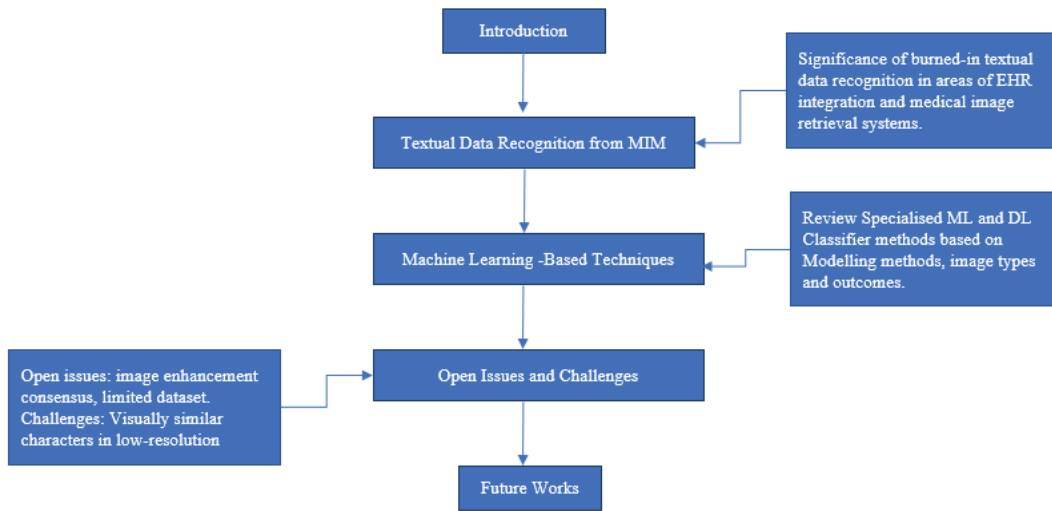 Introduction
Significance of burned-in textual
data recognition in areas of EHR
integration and medical image
retrieval systems.
Textual Data Recognition from MIM
Review Specialised ML and DL
Classifier methods based on
Modelling methods, image types
and outcomes.
Machine Learning -Based Techniques
Open issues: image enhancement
consensus, limited dataset.
Challenges: Visually similar
characters in low-resolution
Open Issues and Challenges
Future Works